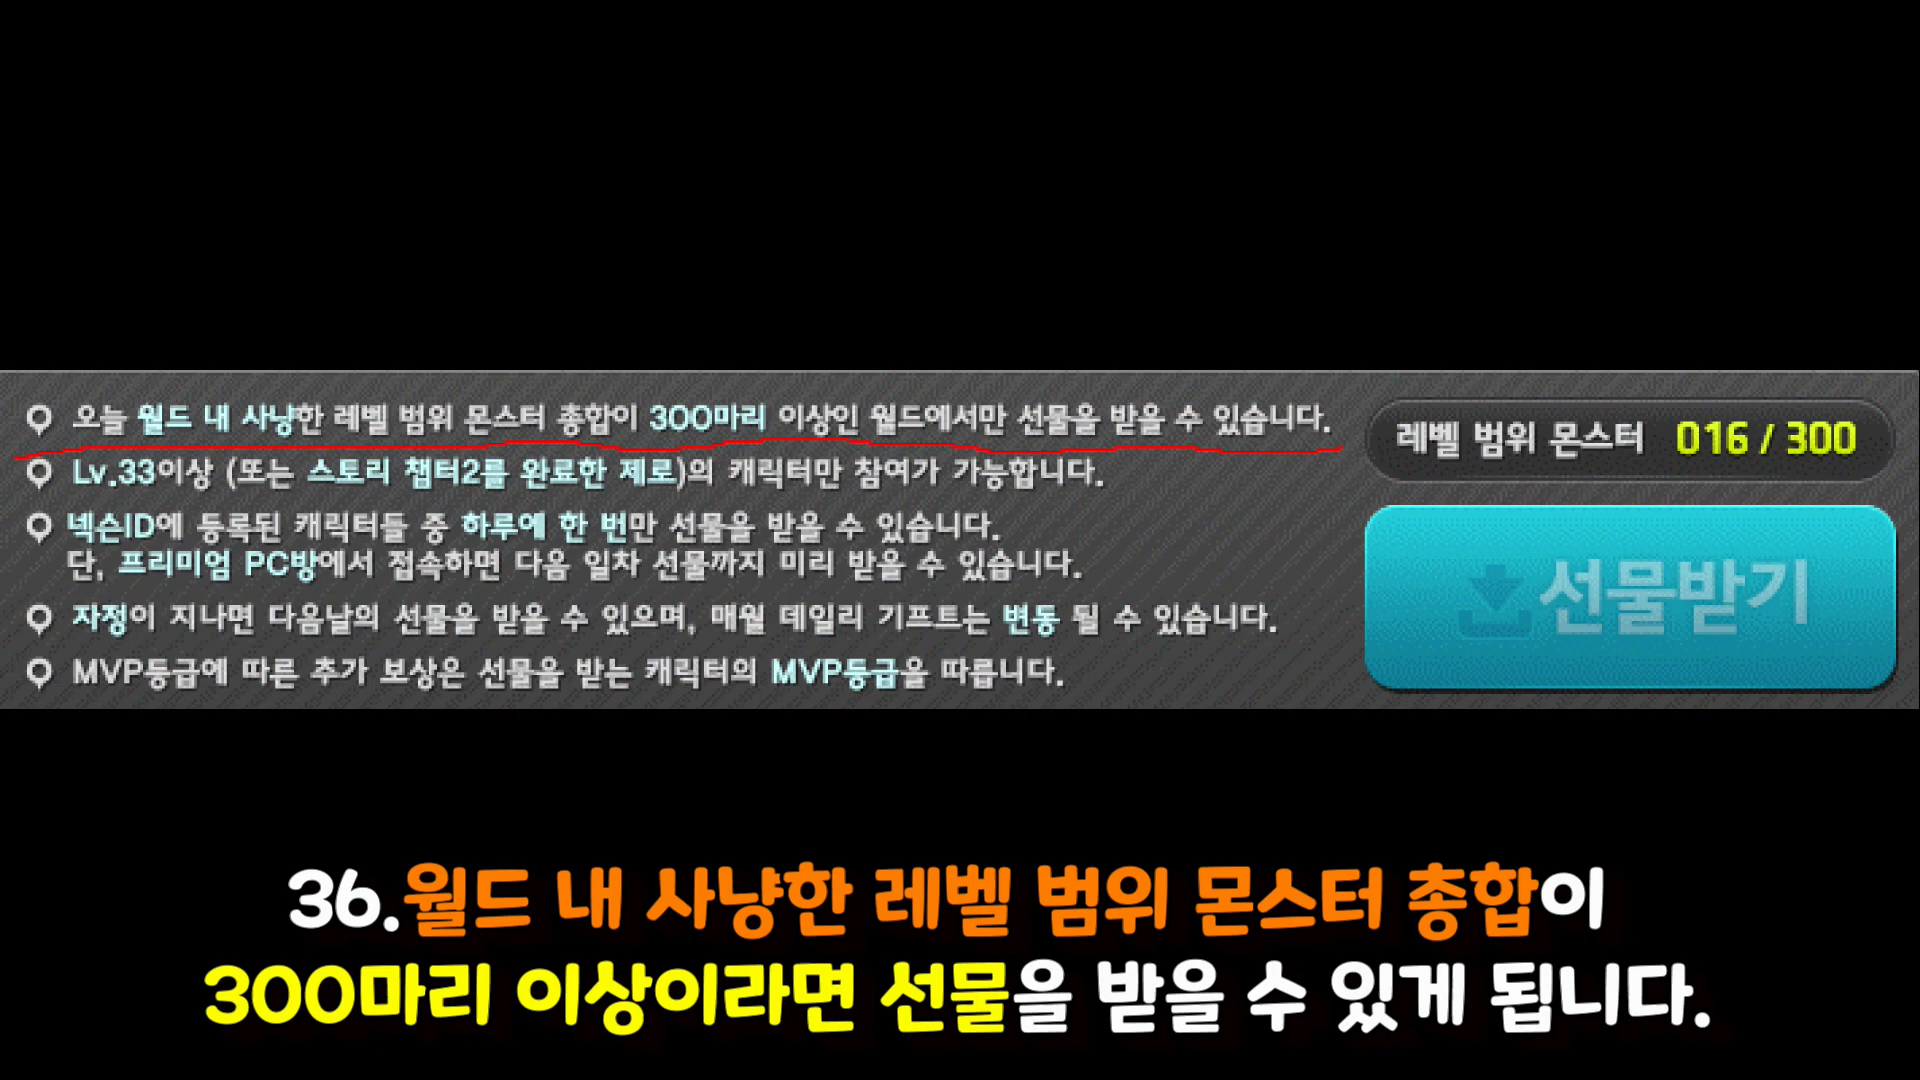 오늘 월드 내 사냥한 레벨 범위 몬스터 총합이 300마리 이상인 월드에서만 선물을 받을 수 있습니다.
Lv.33이상 (또는 스토리 챕터2를 완료한 제로)의 캐릭터만 참여가 가능합니다.
넥슨ID에 등록된 캐릭터들 중 하루에 한 번만 선물을 받을 수 있습니다.
단, 프리미엄 PC방에서 접속하면 다음 일차 선물까지 미리 받을 수 있습니다.
자정이 지나면 다음날의 선물을 받을 수 있으며, 매월 데일리 기프트는 변동 될 수 있습니다.
MVP등급에 따른 추가 보상은 선물을 받는 캐릭터의 MVP등급을 따릅니다.
레벨 범위 몬스터 016 / 300
선물받기
36.월드 내 사냥한 레벨 범위 몬스터 총합이
300마리 이상이라면 선물을 받을 수 있게 됩니다.